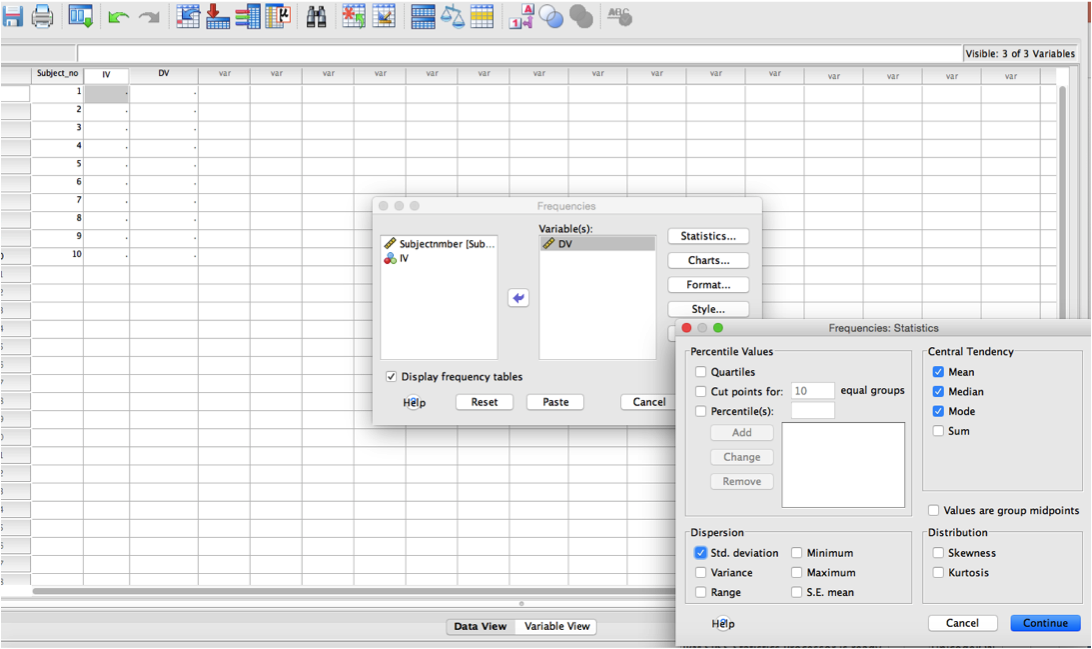 ABC
1 A
Visible: 3 of 3 Variables
Subject_no IV DV var var var var var var var var var var var var var var var
1 . .
2 . .
3 . .
4 . .
5 . .
6 . .
7 . .
8 . .
9 . .
10 . .
Frequencies
Variable(s):
Subjectnmber [Sub...
IV
DV
Statistics...
Charts...
Format...
Style...
Display frequency tables
Help Reset Paste Cancel
Frequencies: Statistics
Percentile Values
Quartiles
Cut points for: 10 equal groups
Percentile(s):
Add
Change
Remove
Central Tendency
Mean
Median
Mode
Sum
Values are group midpoints
Dispersion
Std. deviation Minimum
Variance Maximum
Range S.E. mean
Distribution
Skewness
Kurtosis
Help Cancel Continue
Data View Variable View